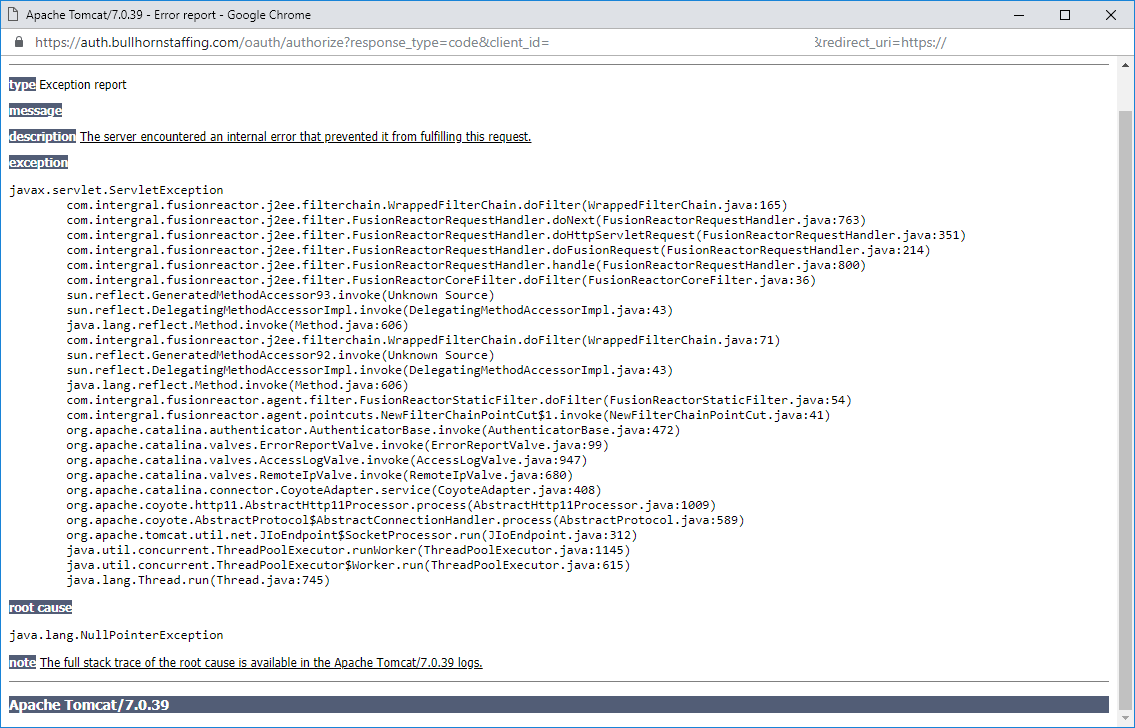 Apache Tomcat/7.0.39 - Error report - Google Chrome
https://auth.bullhornstaffing.com/oauth/authorize?response_type=code&client_id= &redirect_uri=https://
type Exception report
message
description The server encountered an internal error that prevented it from fulfilling this request.
exception
javax.servlet.ServletException
com.intergral.fusionreactor.j2ee.filterchain.WrappedFilterChain.doFilter(WrappedFilterChain.java:165)
com.intergral.fusionreactor.j2ee.filter.FusionReactorRequestHandler.doNext(FusionReactorRequestHandler.java:763)
com.intergral.fusionreactor.j2ee.filter.FusionReactorRequestHandler.doHttpServletRequest(FusionReactorRequestHandler.java:351)
com.intergral.fusionreactor.j2ee.filter.FusionReactorRequestHandler.doFusionRequest(FusionReactorRequestHandler.java:214)
com.intergral.fusionreactor.j2ee.filter.FusionReactorRequestHandler.handle(FusionReactorRequestHandler.java:800)
com.intergral.fusionreactor.j2ee.filter.FusionReactorCoreFilter.doFilter(FusionReactorCoreFilter.java:36)
sun.reflect.GeneratedMethodAccessor93.invoke(Unknown Source)
sun.reflect.DelegatingMethodAccessorImpl.invoke(DelegatingMethodAccessorImpl.java:43)
java.lang.reflect.Method.invoke(Method.java:606)
com.intergral.fusionreactor.j2ee.filterchain.WrappedFilterChain.doFilter(WrappedFilterChain.java:71)
sun.reflect.GeneratedMethodAccessor92.invoke(Unknown Source)
sun.reflect.DelegatingMethodAccessorImpl.invoke(DelegatingMethodAccessorImpl.java:43)
java.lang.reflect.Method.invoke(Method.java:606)
com.intergral.fusionreactor.agent.filter.FusionReactorStaticFilter.doFilter(FusionReactorStaticFilter.java:54)
com.intergral.fusionreactor.agent.pointcuts.NewFilterChainPointCut$1.invoke(NewFilterChainPointCut.java:41)
org.apache.catalina.authenticator.AuthenticatorBase.invoke(AuthenticatorBase.java:472)
org.apache.catalina.valves.ErrorReportValve.invoke(ErrorReportValve.java:99)
org.apache.catalina.valves.AccessLogValve.invoke(AccessLogValve.java:947)
org.apache.catalina.valves.RemoteIpValve.invoke(RemoteIpValve.java:680)
org.apache.catalina.connector.CoyoteAdapter.service(CoyoteAdapter.java:408)
org.apache.coyote.http11.AbstractHttp11Processor.process(AbstractHttp11Processor.java:1009)
org.apache.coyote.AbstractProtocol$AbstractConnectionHandler.process(AbstractProtocol.java:589)
org.apache.tomcat.util.net.JIoEndpoint$SocketProcessor.run(JIoEndpoint.java:312)
java.util.concurrent.ThreadPoolExecutor.runWorker(ThreadPoolExecutor.java:1145)
java.util.concurrent.ThreadPoolExecutor$Worker.run(ThreadPoolExecutor.java:615)
java.lang.Thread.run(Thread.java:745)
root cause
java.lang.NullPointerException
note The full stack trace of the root cause is available in the Apache Tomcat/7.0.39 logs.
Apache Tomcat/7.0.39